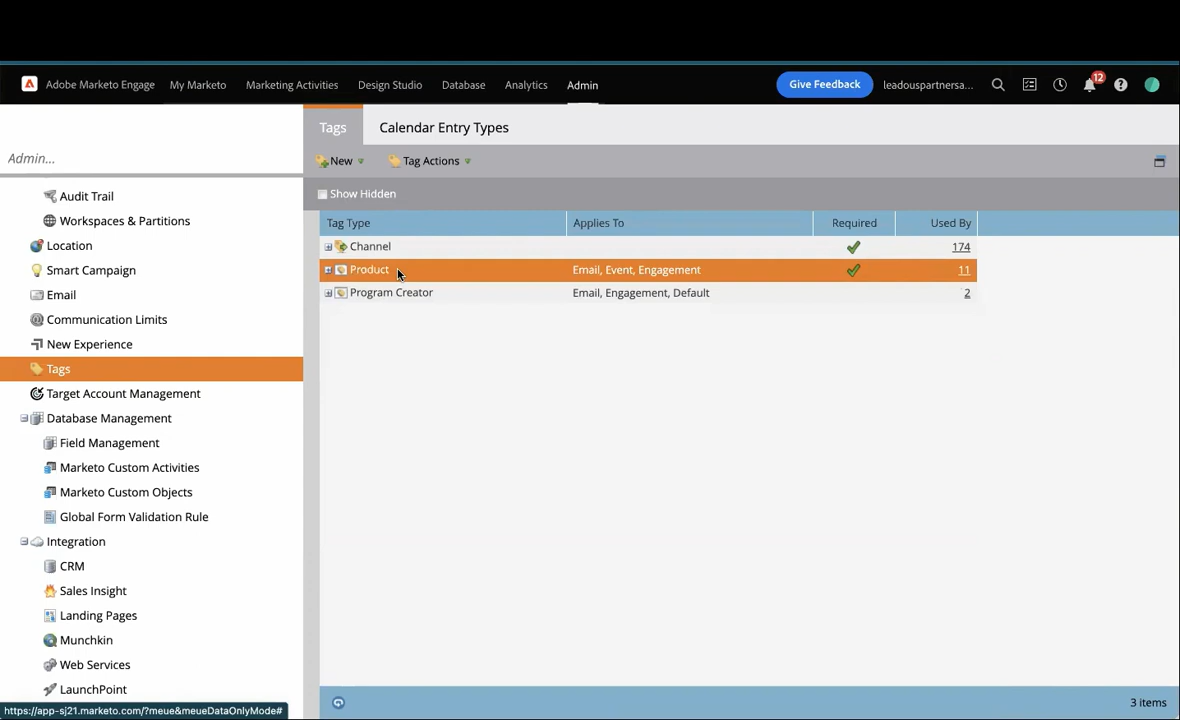 Adobe Marketo Engage My Marketo Marketing Activities Design Studio Database Analytics Admin Give Feedback leadouspartnersa... 12
Tags Calendar Entry Types
Admin...
New Tag Actions
Show Hidden
Tag Type Applies To Required Used By
Channel 174
Product Email, Event, Engagement 11
Program Creator Email, Engagement, Default 2
Audit Trail
Workspaces & Partitions
Location
Smart Campaign
Email
Communication Limits
New Experience
Tags
Target Account Management
Database Management
Field Management
Marketo Custom Activities
Marketo Custom Objects
Global Form Validation Rule
Integration
CRM
Sales Insight
Landing Pages
Munchkin
Web Services
LaunchPoint
https://app-sj21.marketo.com/?meue&meueDataOnlyMode#
3 items